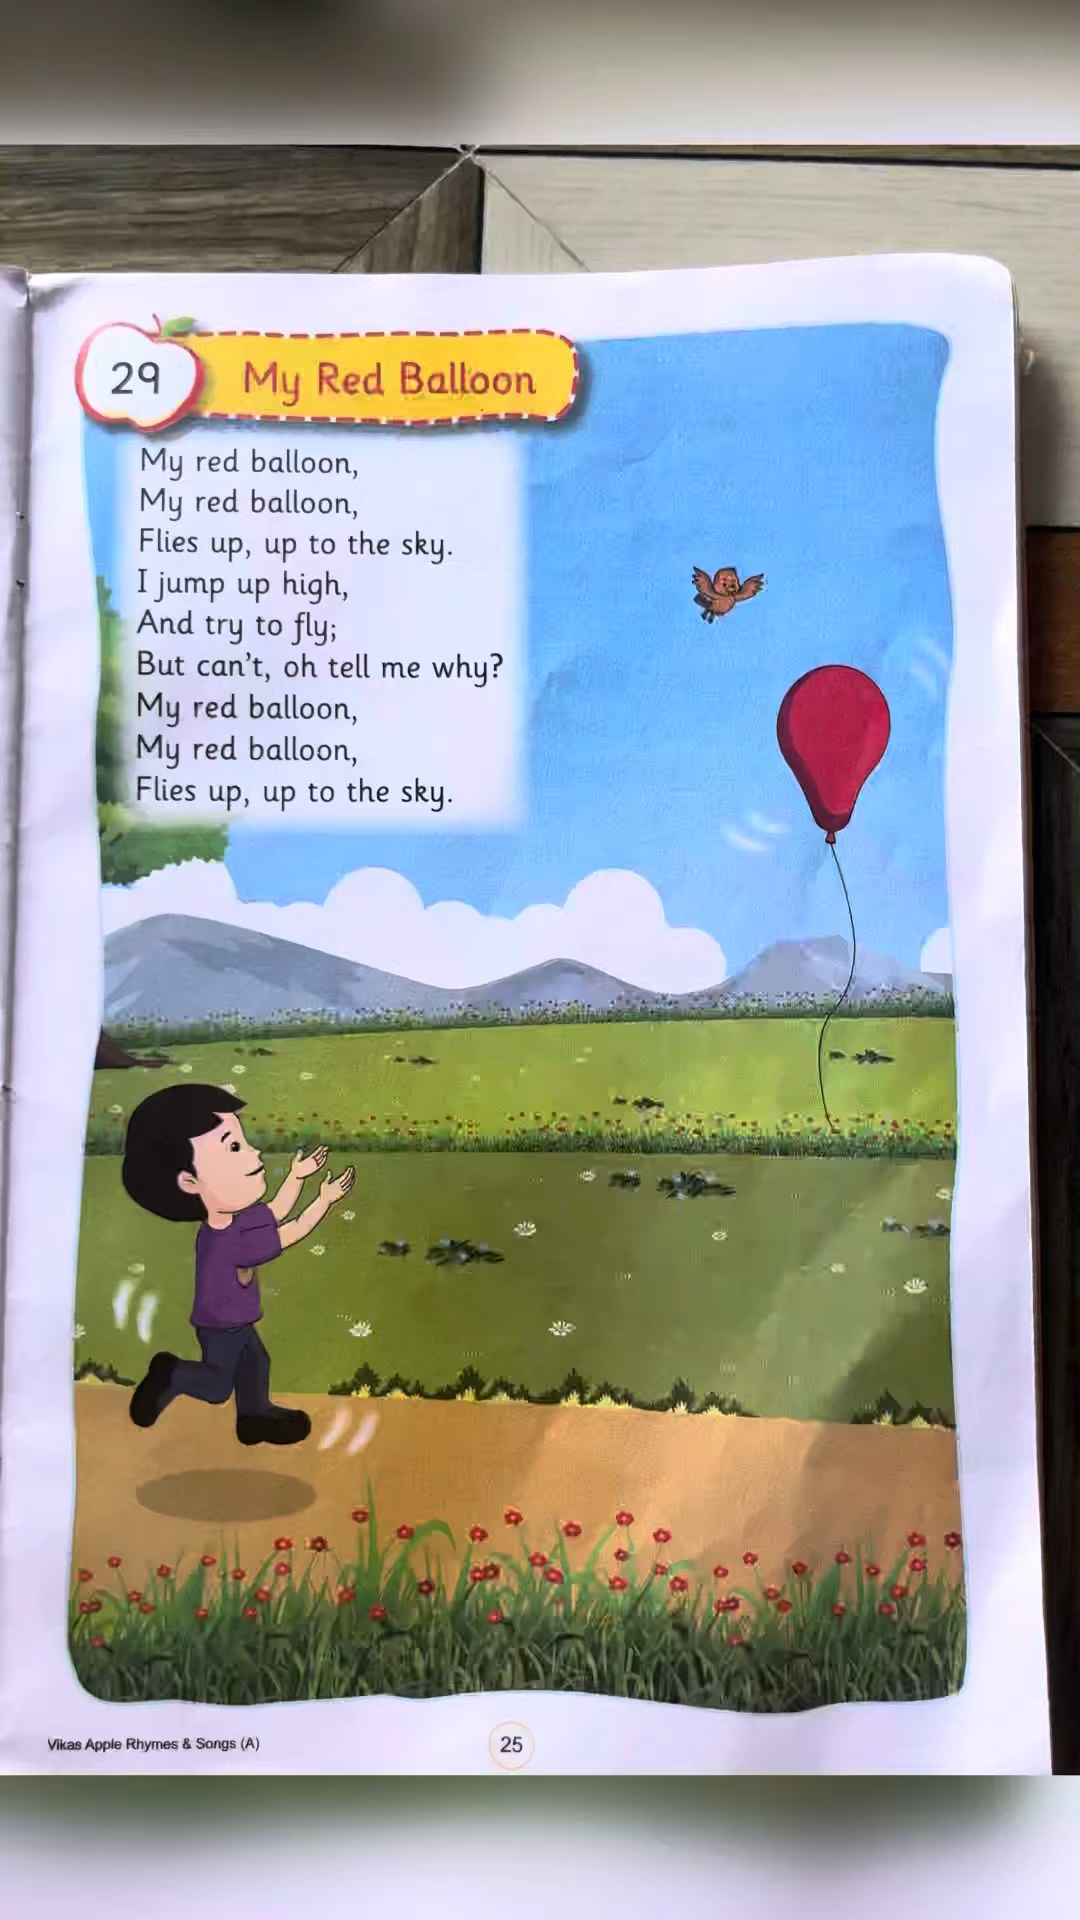 29
My Red Balloon
My red balloon,
My red balloon,
Flies up, up to the sky.
I jump up high,
And try to fly;
But can't, oh tell me why?
My red balloon,
My red balloon,
Flies up, up to the sky.
Vikas Apple Rhymes & Songs (A)
25